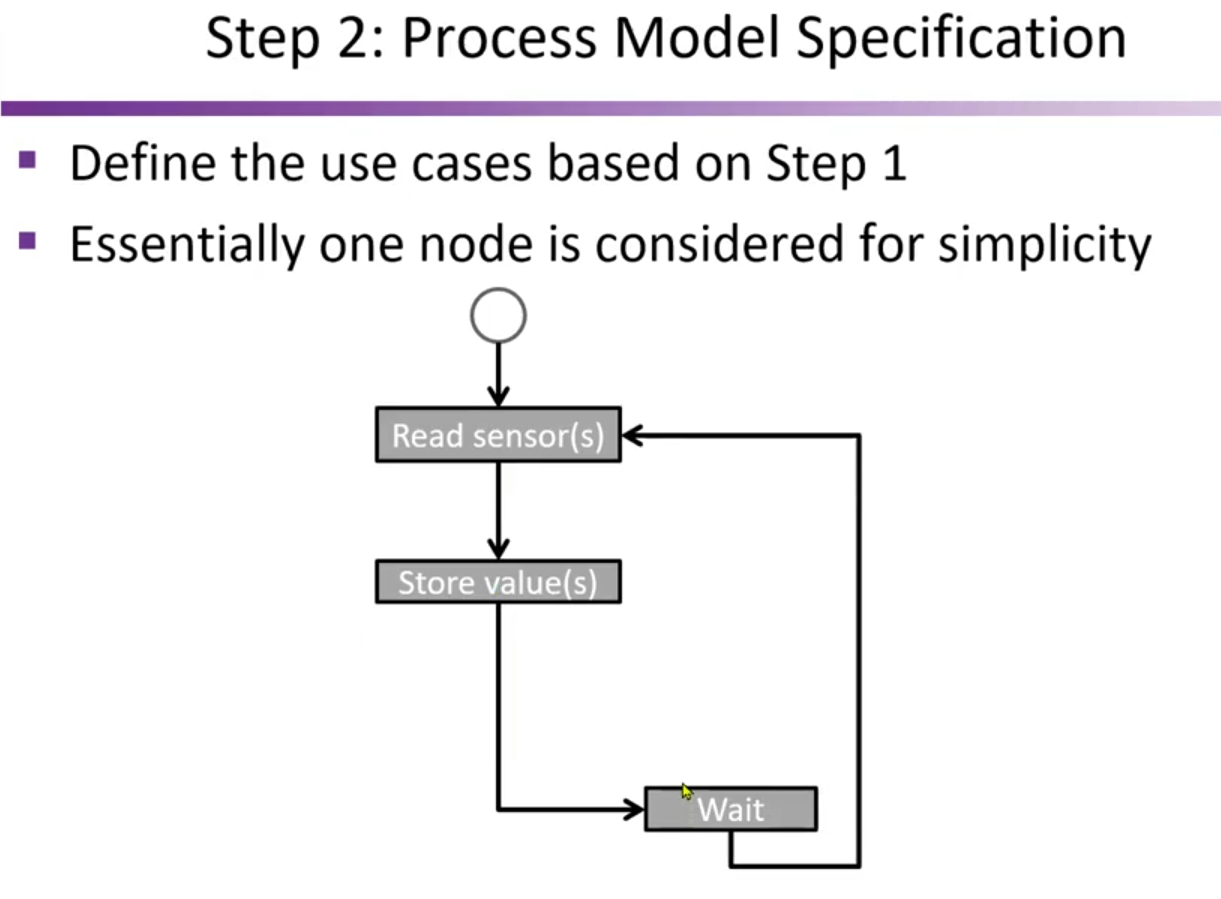 Step 2: Process Model Specification
Define the use cases based on Step 1
Essentially one node is considered for simplicity
Read sensor(s)
Store value(s)
Wait